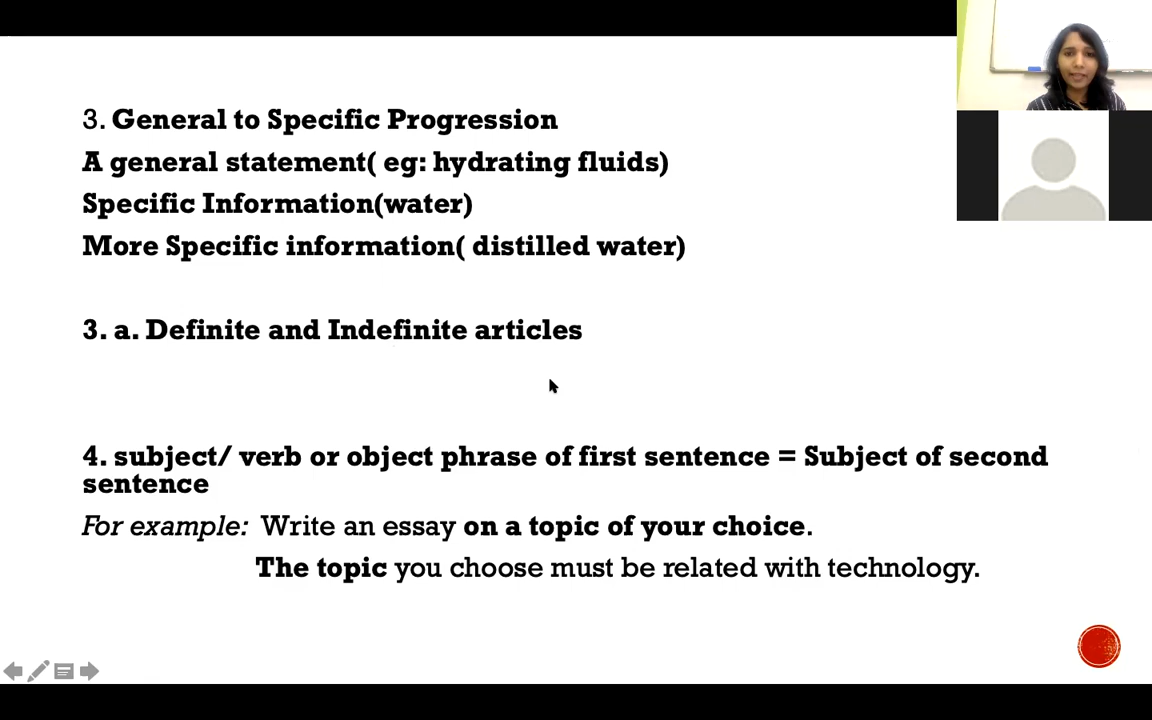 3. General to Specific Progression
A general statement( eg: hydrating fluids)
Specific Information(water)
More Specific information( distilled water)
3. a. Definite and Indefinite articles
4. subject/ verb or object phrase of first sentence = Subject of second
sentence
For example: Write an essay on a topic of your choice.
The topic you choose must be related with technology.